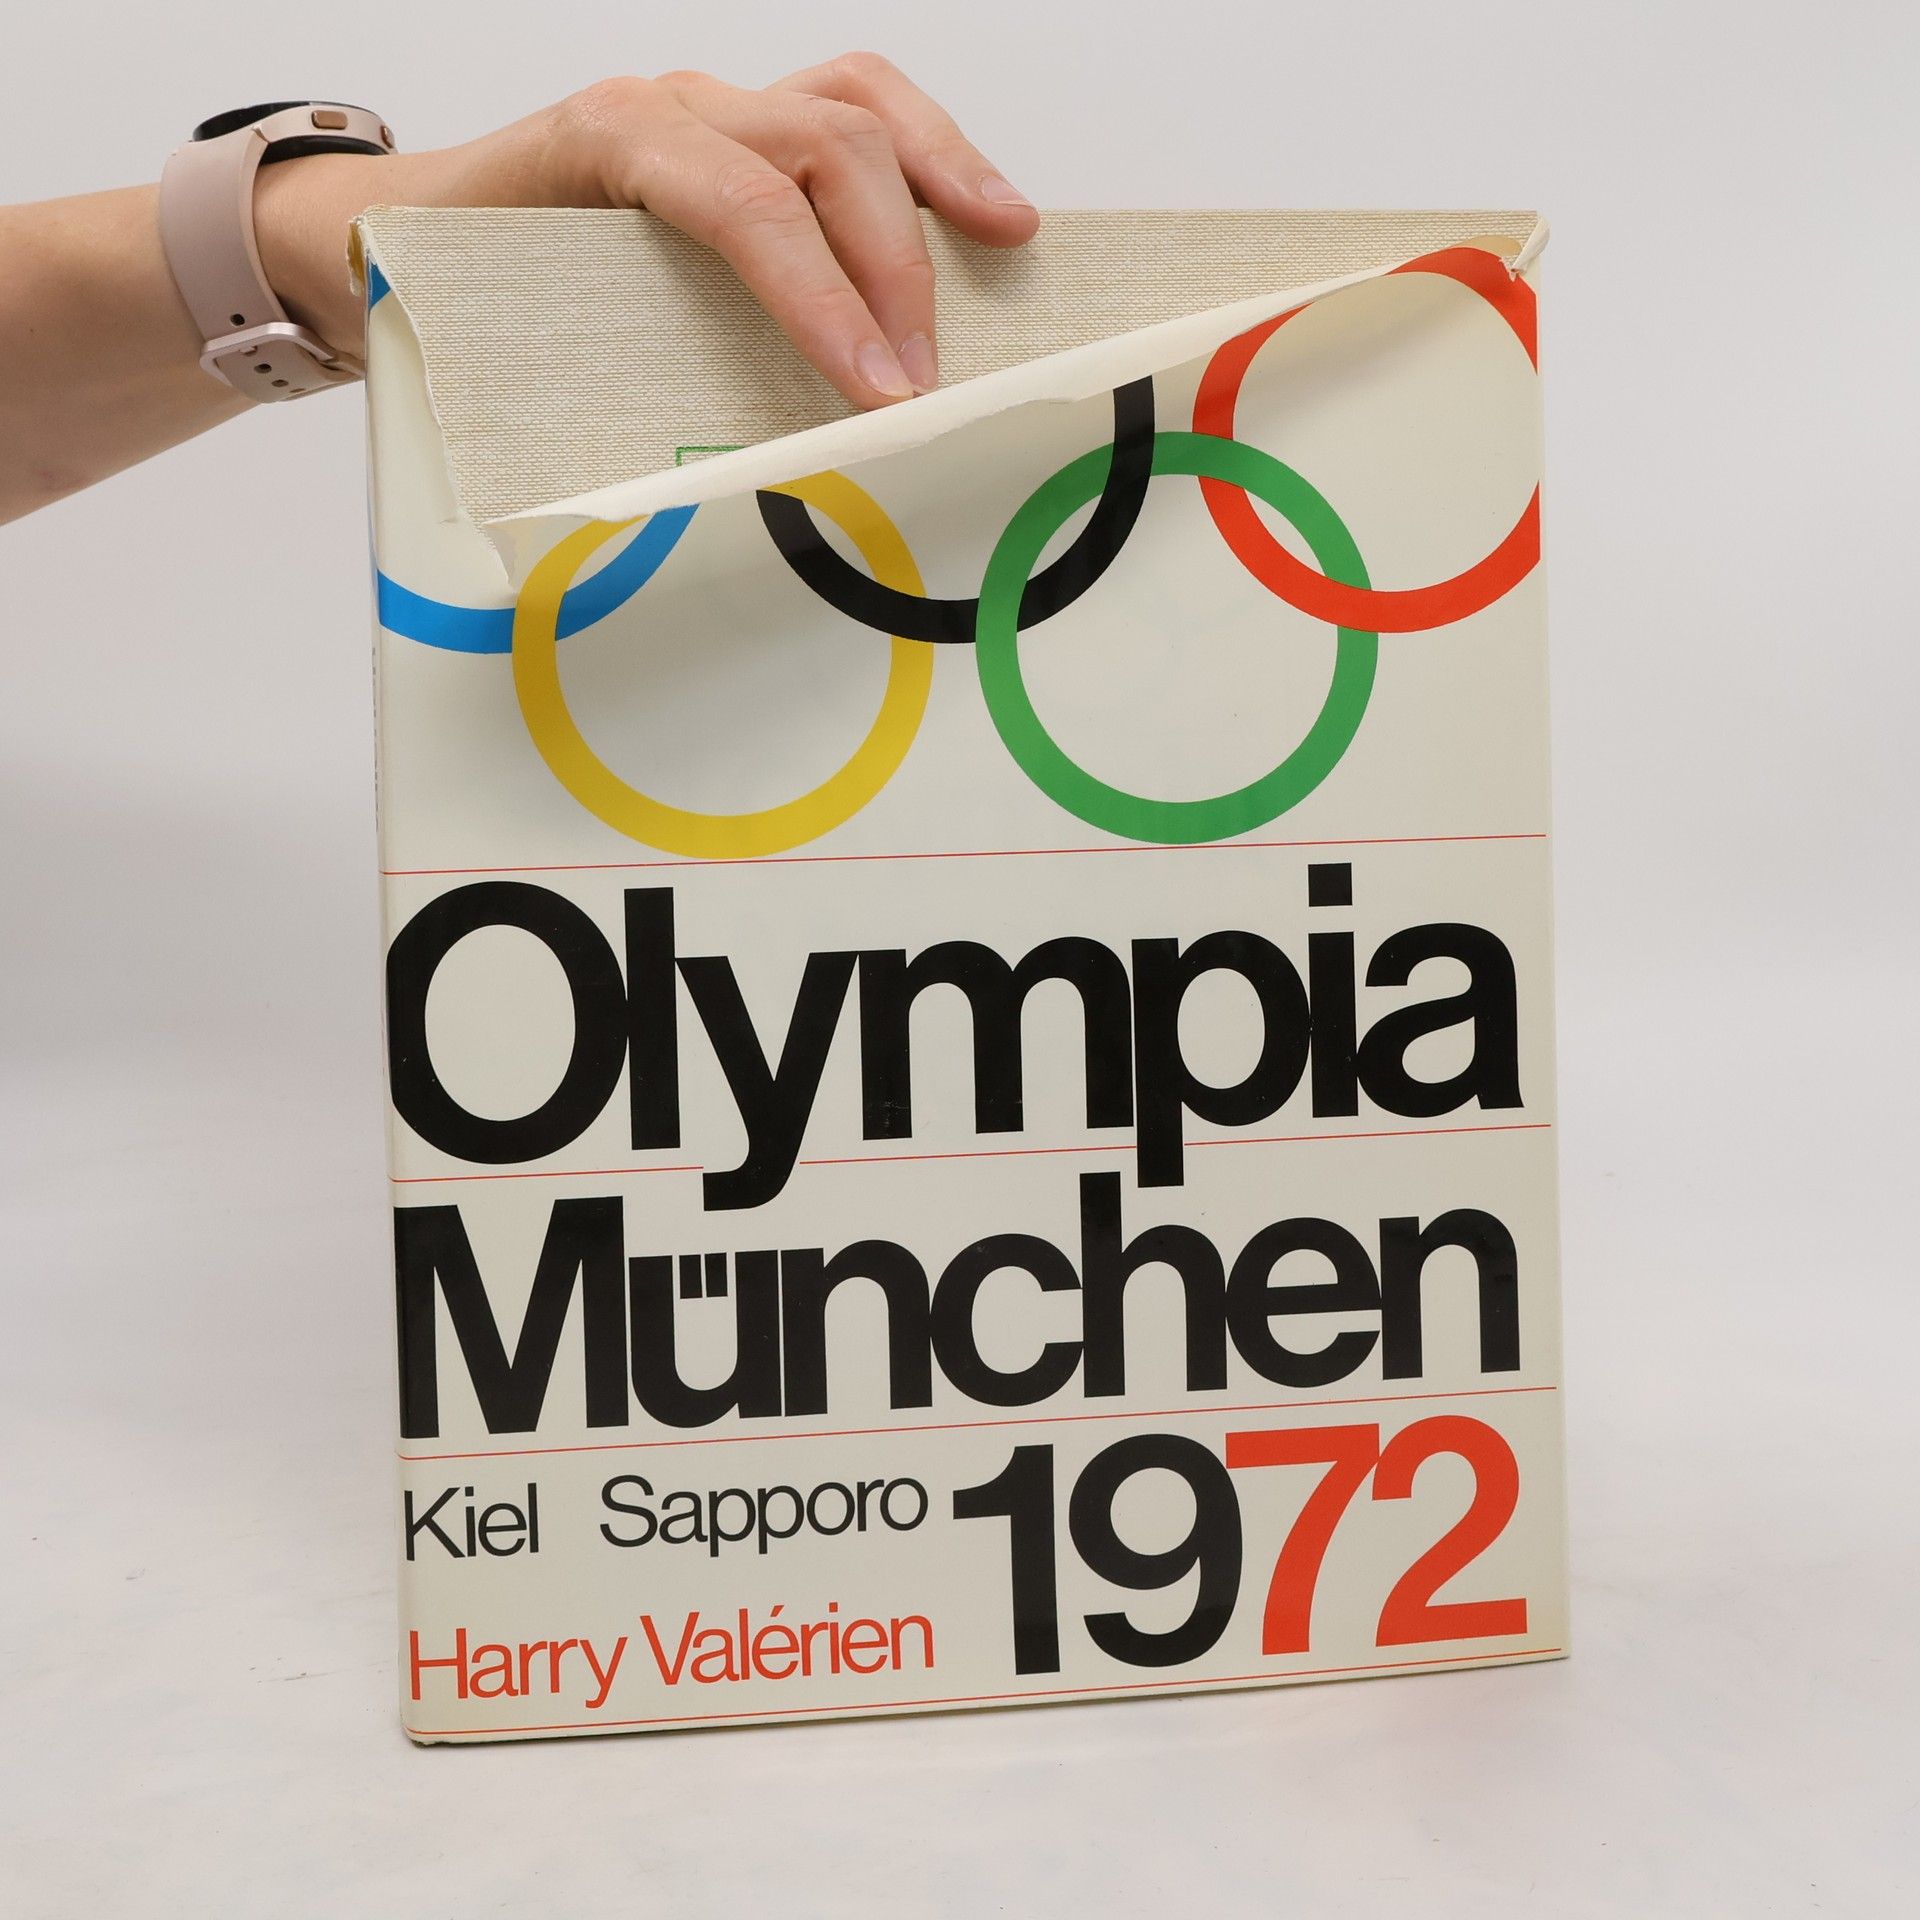 Olympia
München
Kiel Sapporo 1972
Harry Valérien